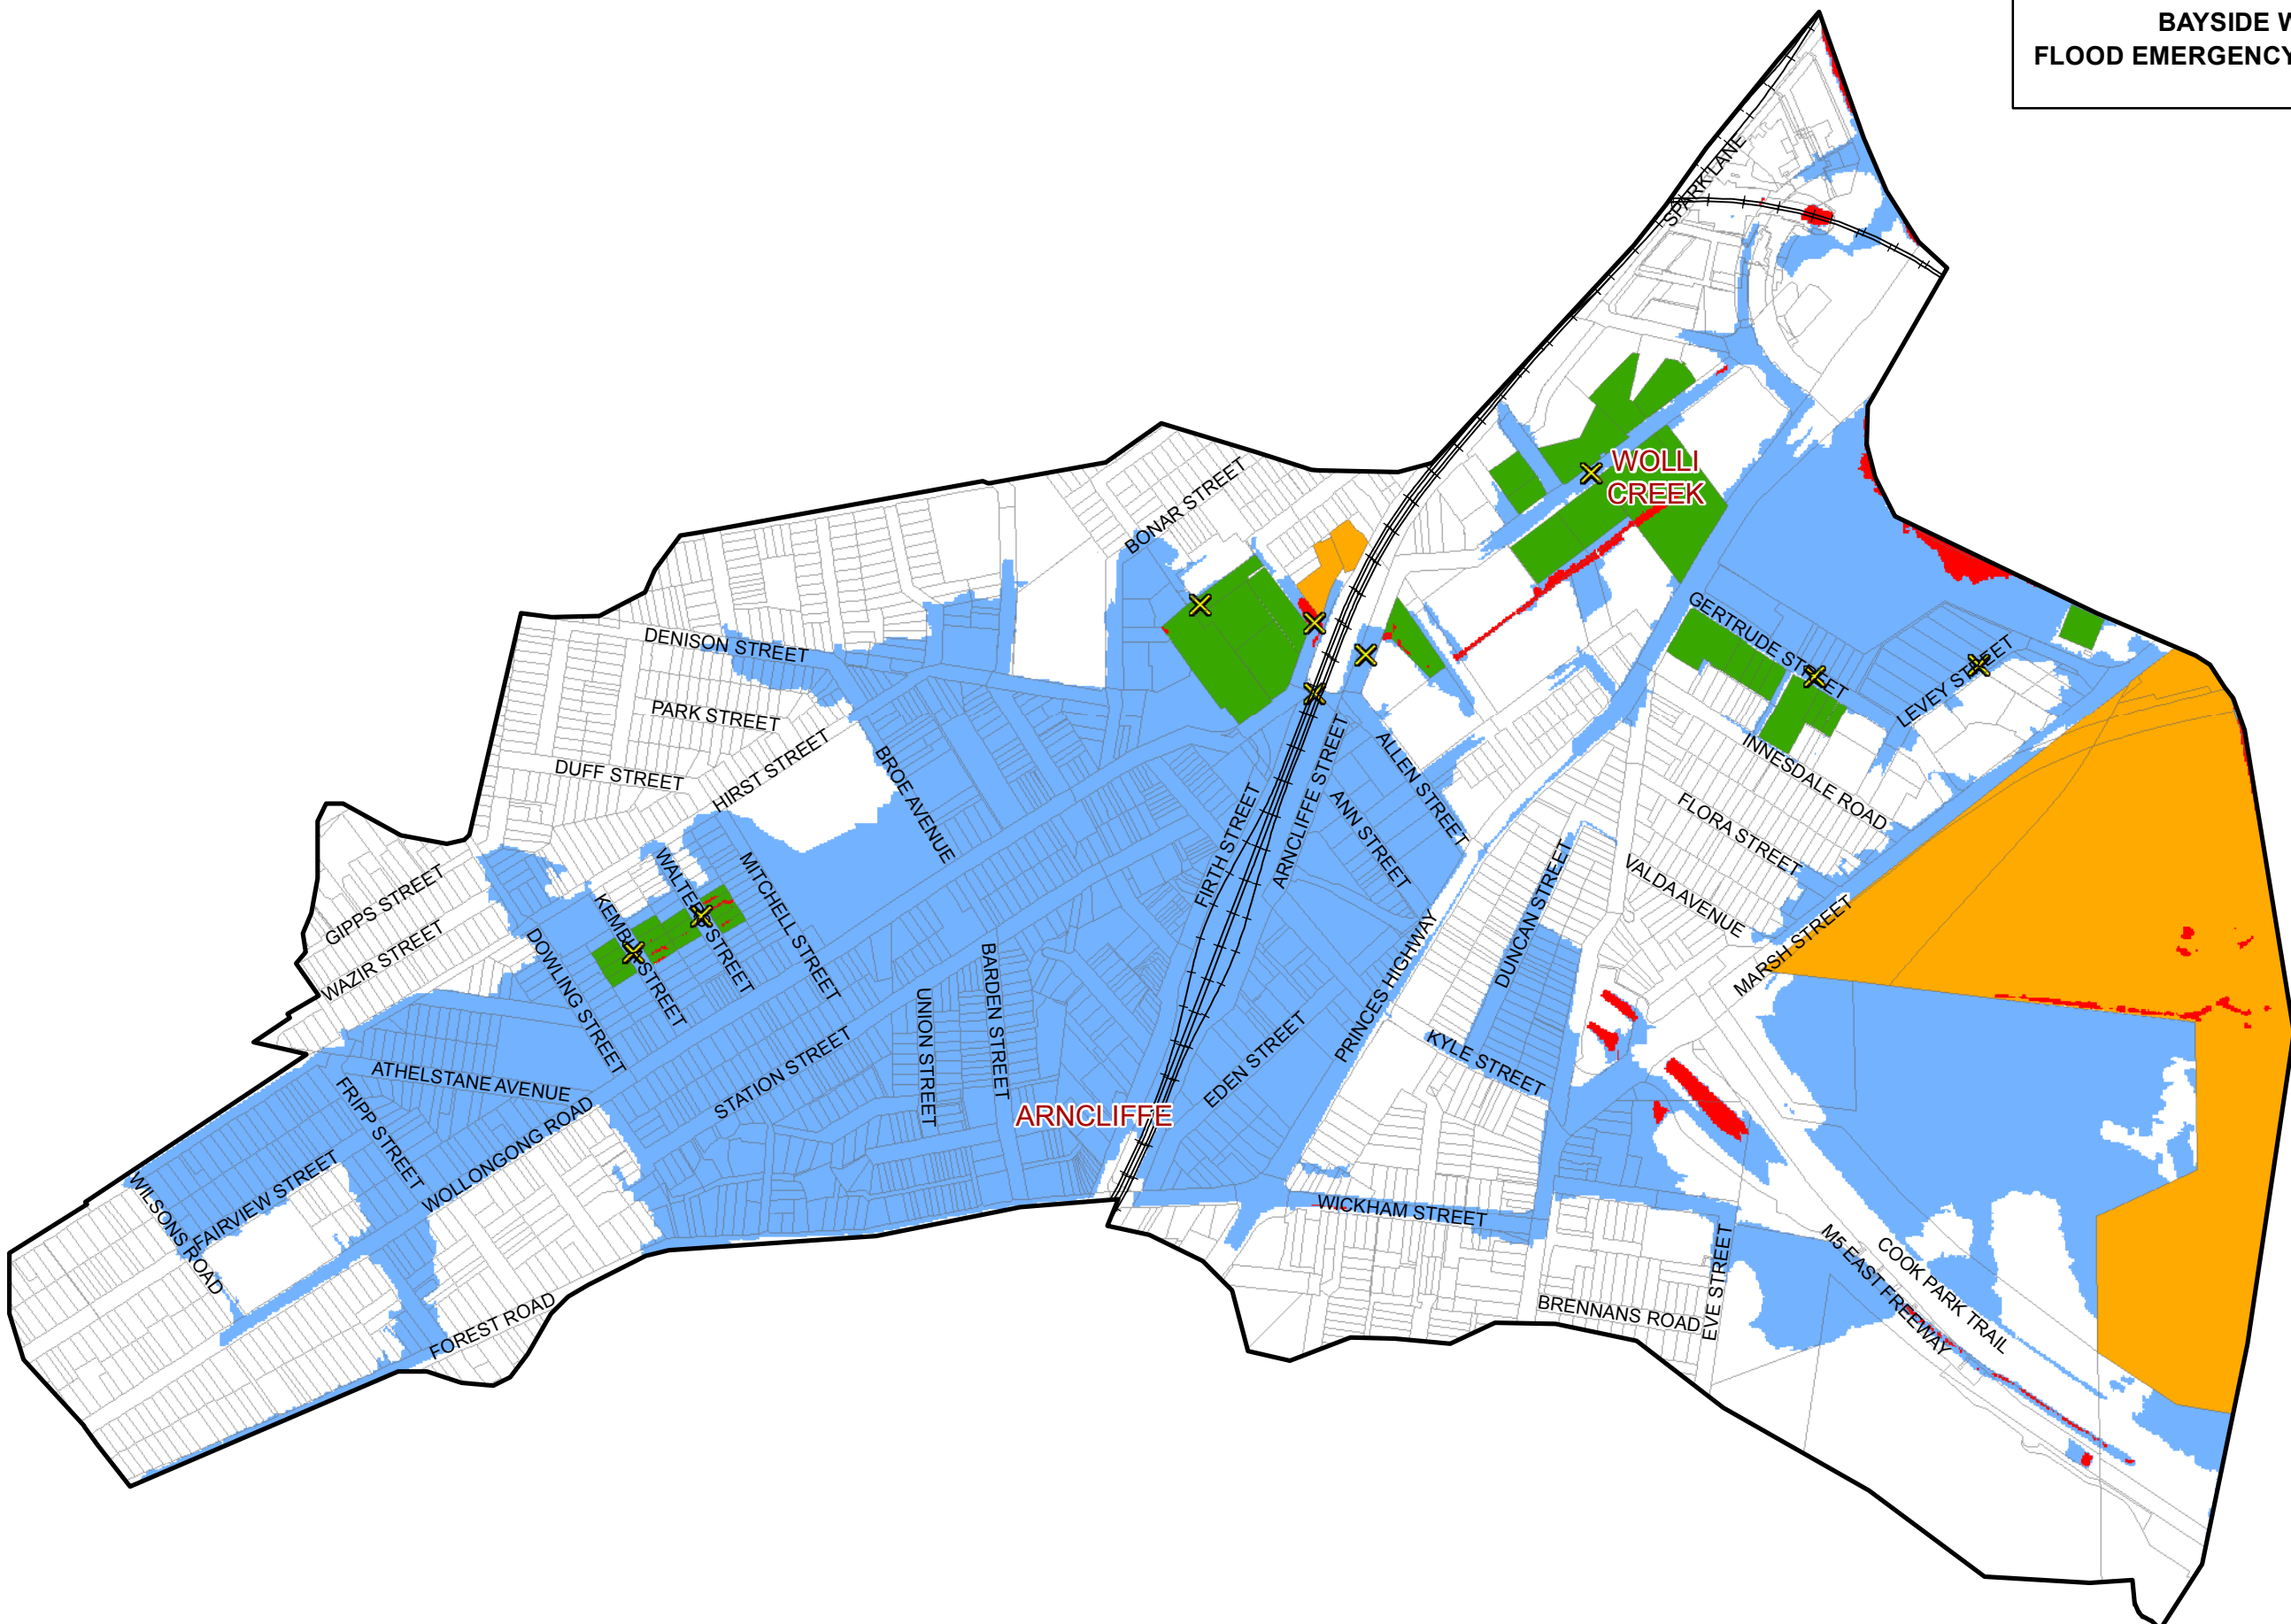 BAYSIDE W
FLOOD EMERGENCY
SPARK LANE
BONAR STREET
WOLLI
CREEK
DENISON STREET
GERTRUDE STREET
PARK STREET
LEVEY STREET
HIRST STREET
BROE AVENUE
ALLEN STREET
INNESDALE ROAD
DUFF STREET
ARNCLIFFE STREET
FIRTH STREET
ANN STREET
FLORA STREET
GIPPS STREET
WALTERS STREET
MITCHELL STREET
DUNCAN STREET
VALDA AVENUE
WAZIR STREET
KEMBLA STREET
DOWLING STREET
MARSH STREET
BARDEN STREET
PRINCES HIGHWAY
UNION STREET
STATION STREET
KYLE STREET
ATHELSTANE AVENUE
EDEN STREET
FRIPP STREET
ARNCLIFFE
WOLLONGONG ROAD
FAIRVIEW STREET
WILSONS ROAD
WICKHAM STREET
EVE STREET
M5 EAST FREEWAY
COOK PARK TRAIL
FOREST ROAD
BRENNANS ROAD